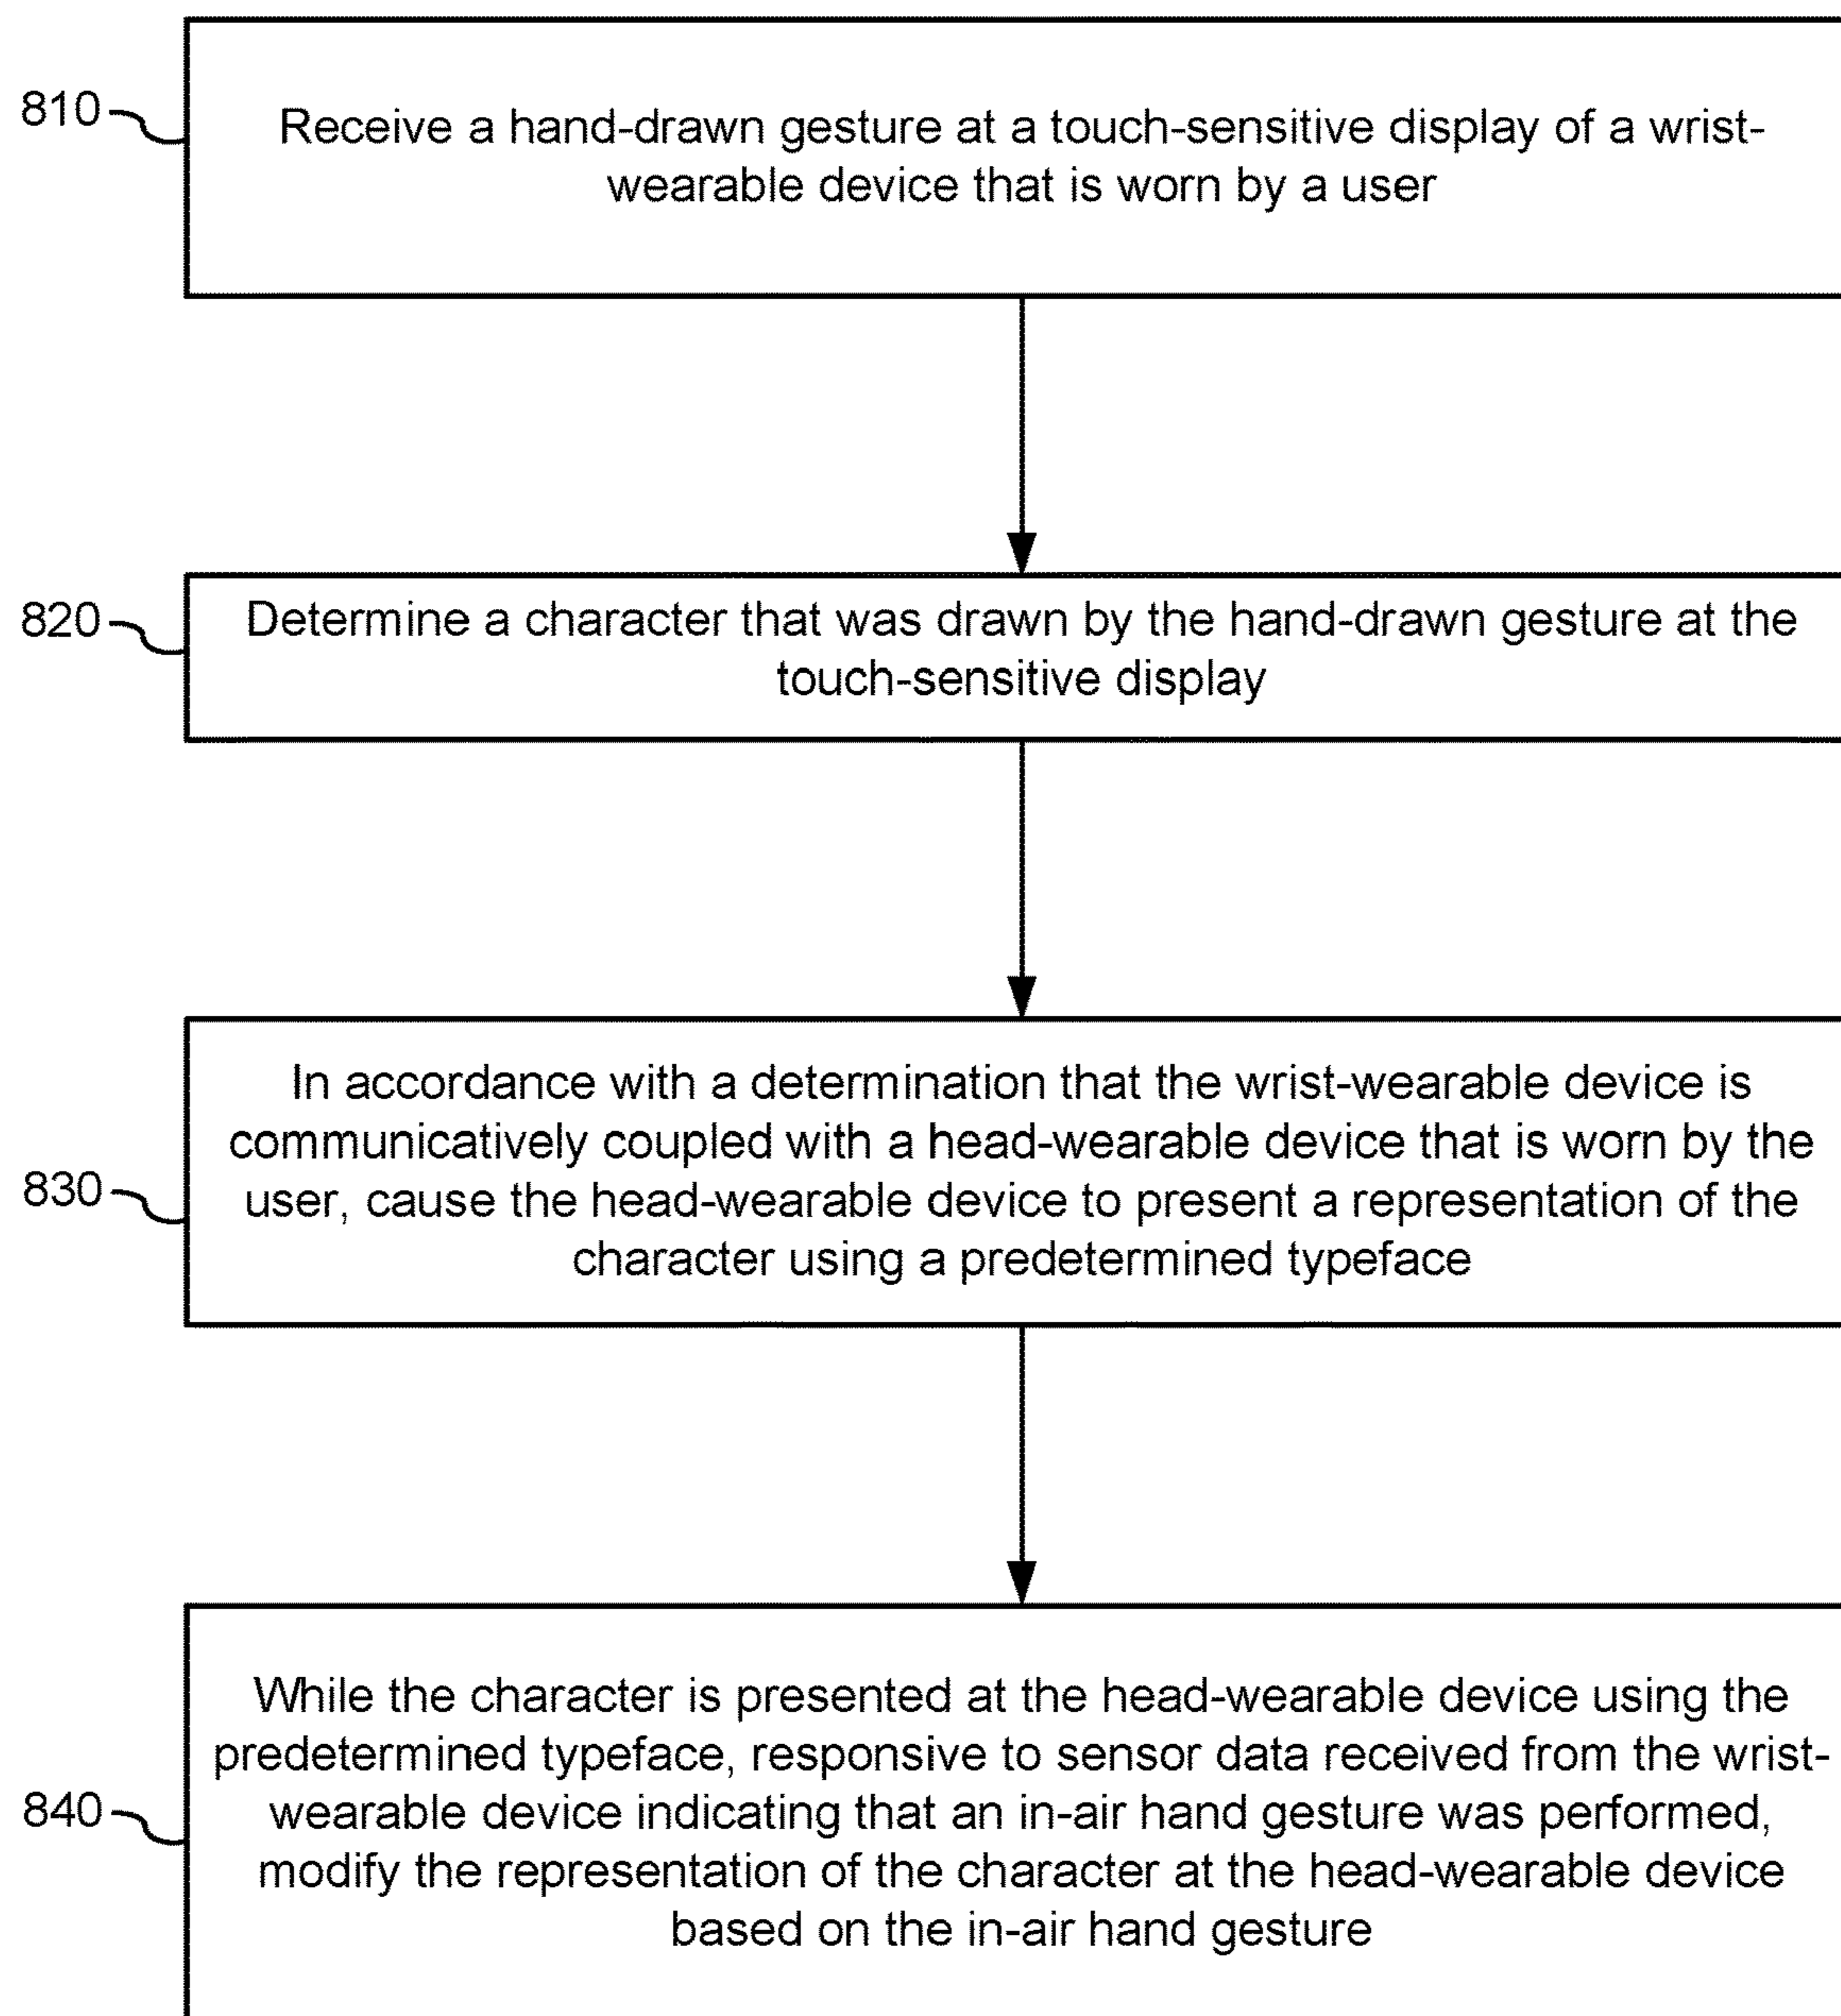 810
Receive a hand-drawn gesture at a touch-sensitive display of a wrist-
wearable device that is worn by a user
820
Determine a character that was drawn by the hand-drawn gesture at the
touch-sensitive display
830
In accordance with a determination that the wrist-wearable device is
communicatively coupled with a head-wearable device that is worn by the
user, cause the head-wearable device to present a representation of the
character using a predetermined typeface
840
While the character is presented at the head-wearable device using the
predetermined typeface, responsive to sensor data received from the wrist-
wearable device indicating that an in-air hand gesture was performed,
modify the representation of the character at the head-wearable device
based on the in-air hand gesture